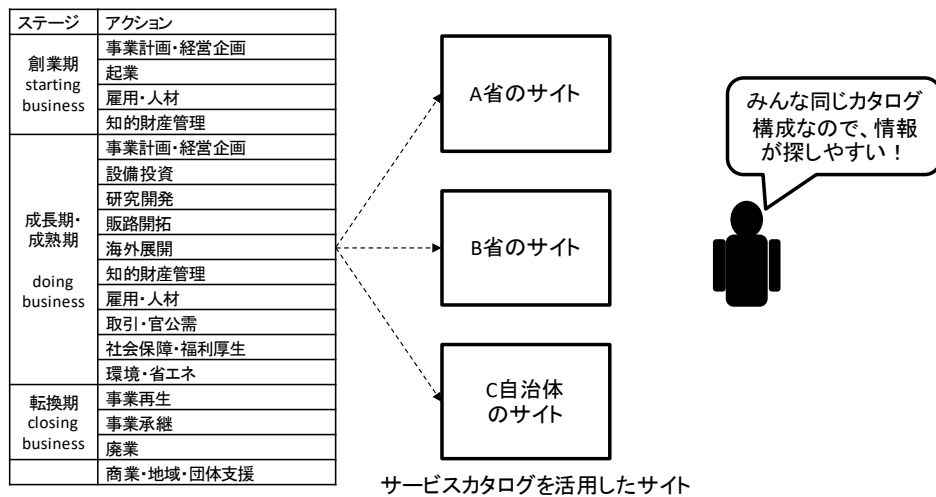 ステージ アクション
創業期
starting
business
事業計画・経営企画
起業
雇用・人材
知的財産管理
成長期・
成熟期
doing
business
事業計画・経営企画
設備投資
研究開発
販路開拓
海外展開
知的財産管理
雇用・人材
取引・官公需
社会保障・福利厚生
環境・省エネ
転換期
closing
business
事業再生
事業承継
廃業
商業・地域・団体支援
A省のサイト
B省のサイト
C自治体
のサイト
サービスカタログを活用したサイト
みんな同じカタログ
構成なので、情報
が探しやすい！